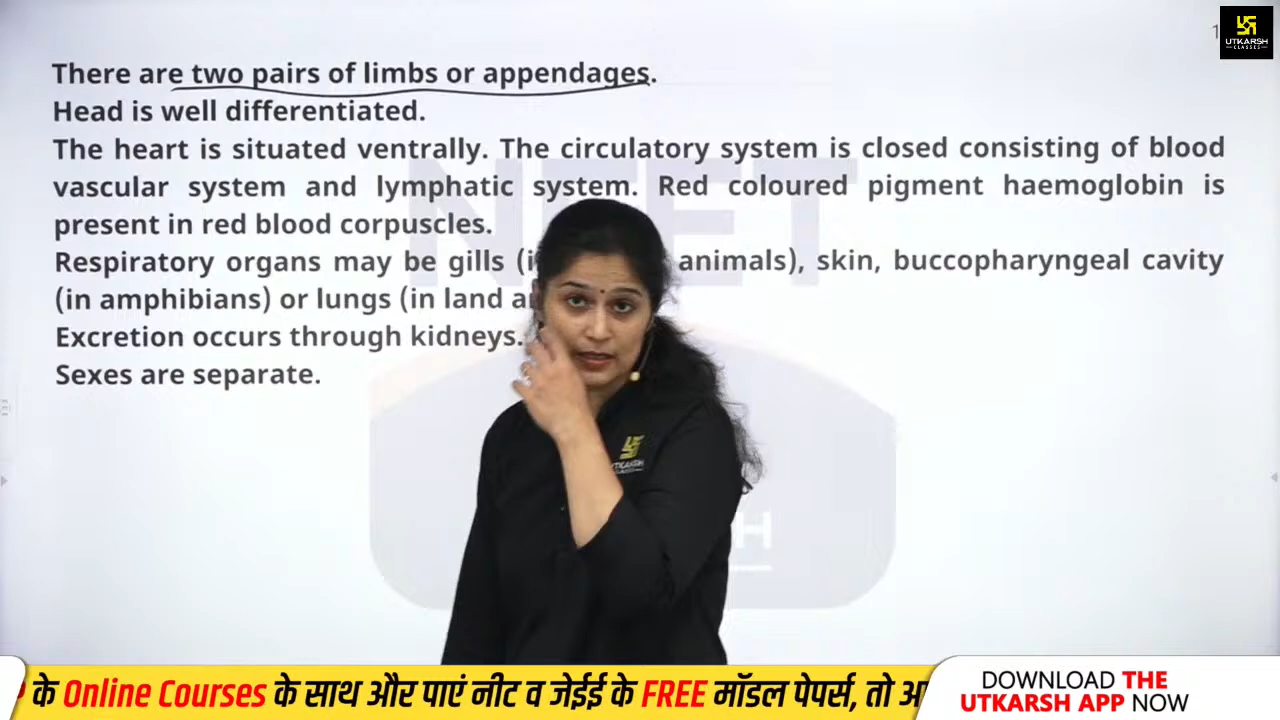 1
UTKARSH
CLASSES
There are two pairs of limbs or appendages.
Head is well differentiated.
The heart is situated ventrally. The circulatory system is closed consisting of blood
vascular system and lymphatic system. Red coloured pigment haemoglobin is
present in red blood corpuscles.
Respiratory organs may be gills ( animals), skin, buccopharyngeal cavity
(in amphibians) or lungs (in land
Excretion occurs through kidneys.
Sexes are separate.
NEET
UTKARSH
CLASSES
के Online Courses के साथ और पाएं नीट व जेईई के FREE मॉडल पेपर्स, तो
DOWNLOAD THE
UTKARSH APP NOW